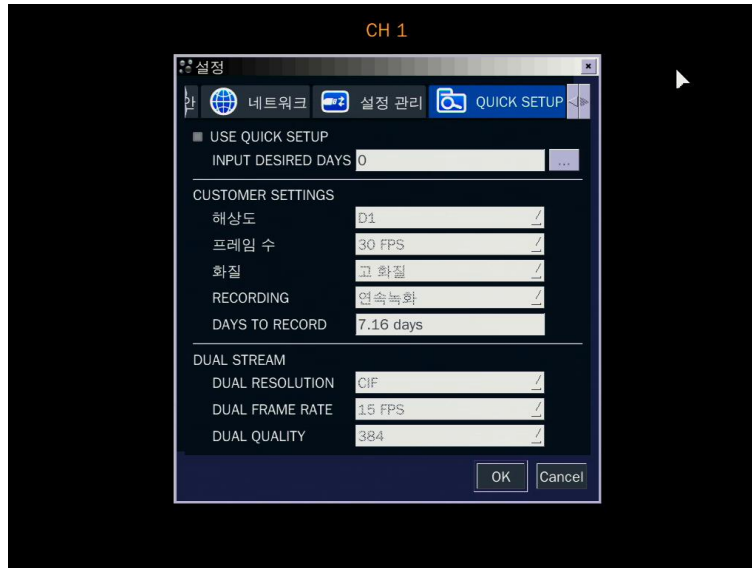 CH 1
설정
안 네트워크 설정 관리 QUICK SETUP
USE QUICK SETUP
INPUT DESIRED DAYS 0 ...
CUSTOMER SETTINGS
해상도 D1
프레임 수 30 FPS
화질 고 화질
RECORDING 연속녹화
DAYS TO RECORD 7.16 days
DUAL STREAM
DUAL RESOLUTION CIF
DUAL FRAME RATE 15 FPS
DUAL QUALITY 384
OK Cancel